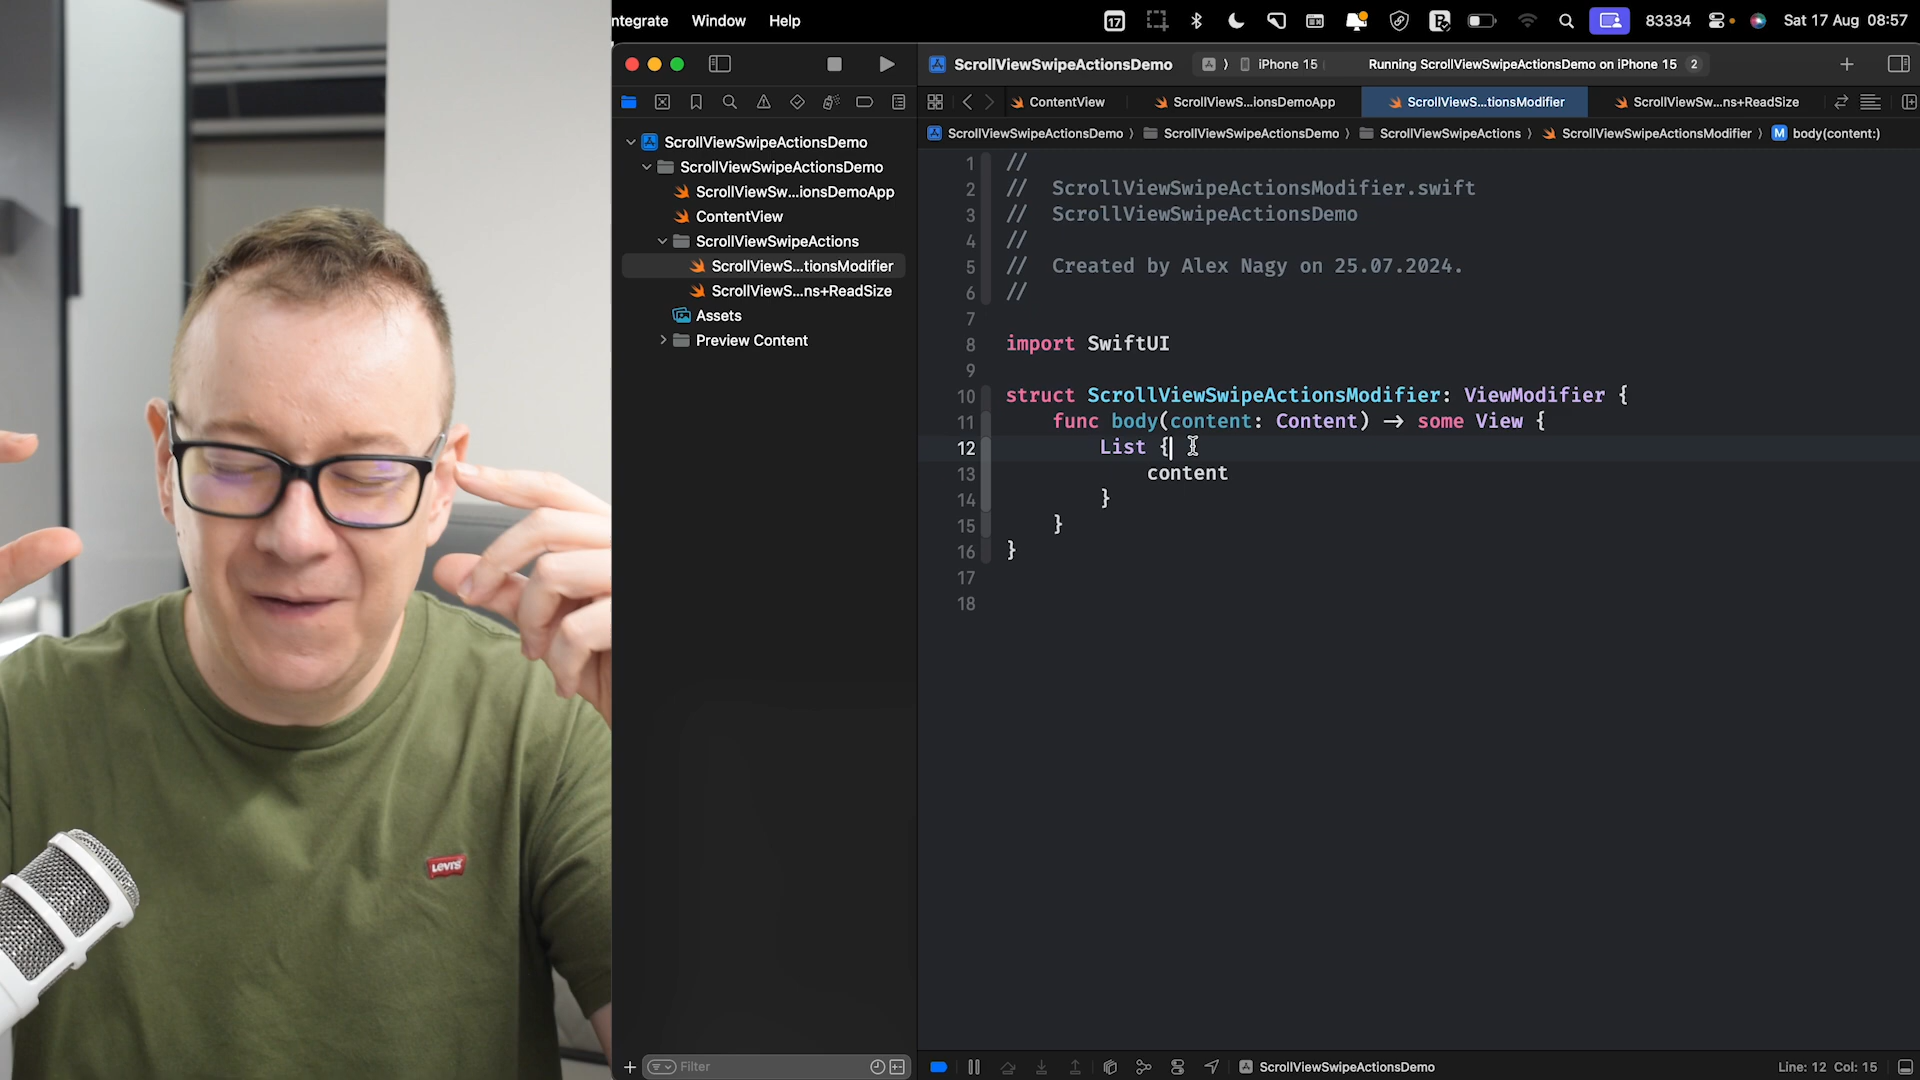 ntegrate Window Help 17 83334 Sat 17 Aug 08:57
ScrollViewSwipeActionsDemo iPhone 15 Running ScrollViewSwipeActionsDemo on iPhone 15 2
ContentView ScrollViewS...ionsDemoApp ScrollViewS...tionsModifier ScrollViewSw...ns+ReadSize
ScrollViewSwipeActionsDemo ScrollViewSwipeActionsDemo ScrollViewSwipeActions ScrollViewSwipeActionsModifier M body(content:)
ScrollViewSwipeActionsDemo
ScrollViewSwipeActionsDemo
ScrollViewSw...ionsDemoApp
ContentView
ScrollViewSwipeActions
ScrollViewS...tionsModifier
ScrollViewS...ns+ReadSize
Assets
Preview Content
1 //
2 // ScrollViewSwipeActionsModifier.swift
3 // ScrollViewSwipeActionsDemo
4 //
5 // Created by Alex Nagy on 25.07.2024.
6 //
7
8 import SwiftUI
9
10 struct ScrollViewSwipeActionsModifier: ViewModifier {
11 func body(content: Content) -> some View {
12 List {
13 content
14 }
15 }
16 }
17
18
Levi's
Filter
ScrollViewSwipeActionsDemo Line: 12 Col: 15